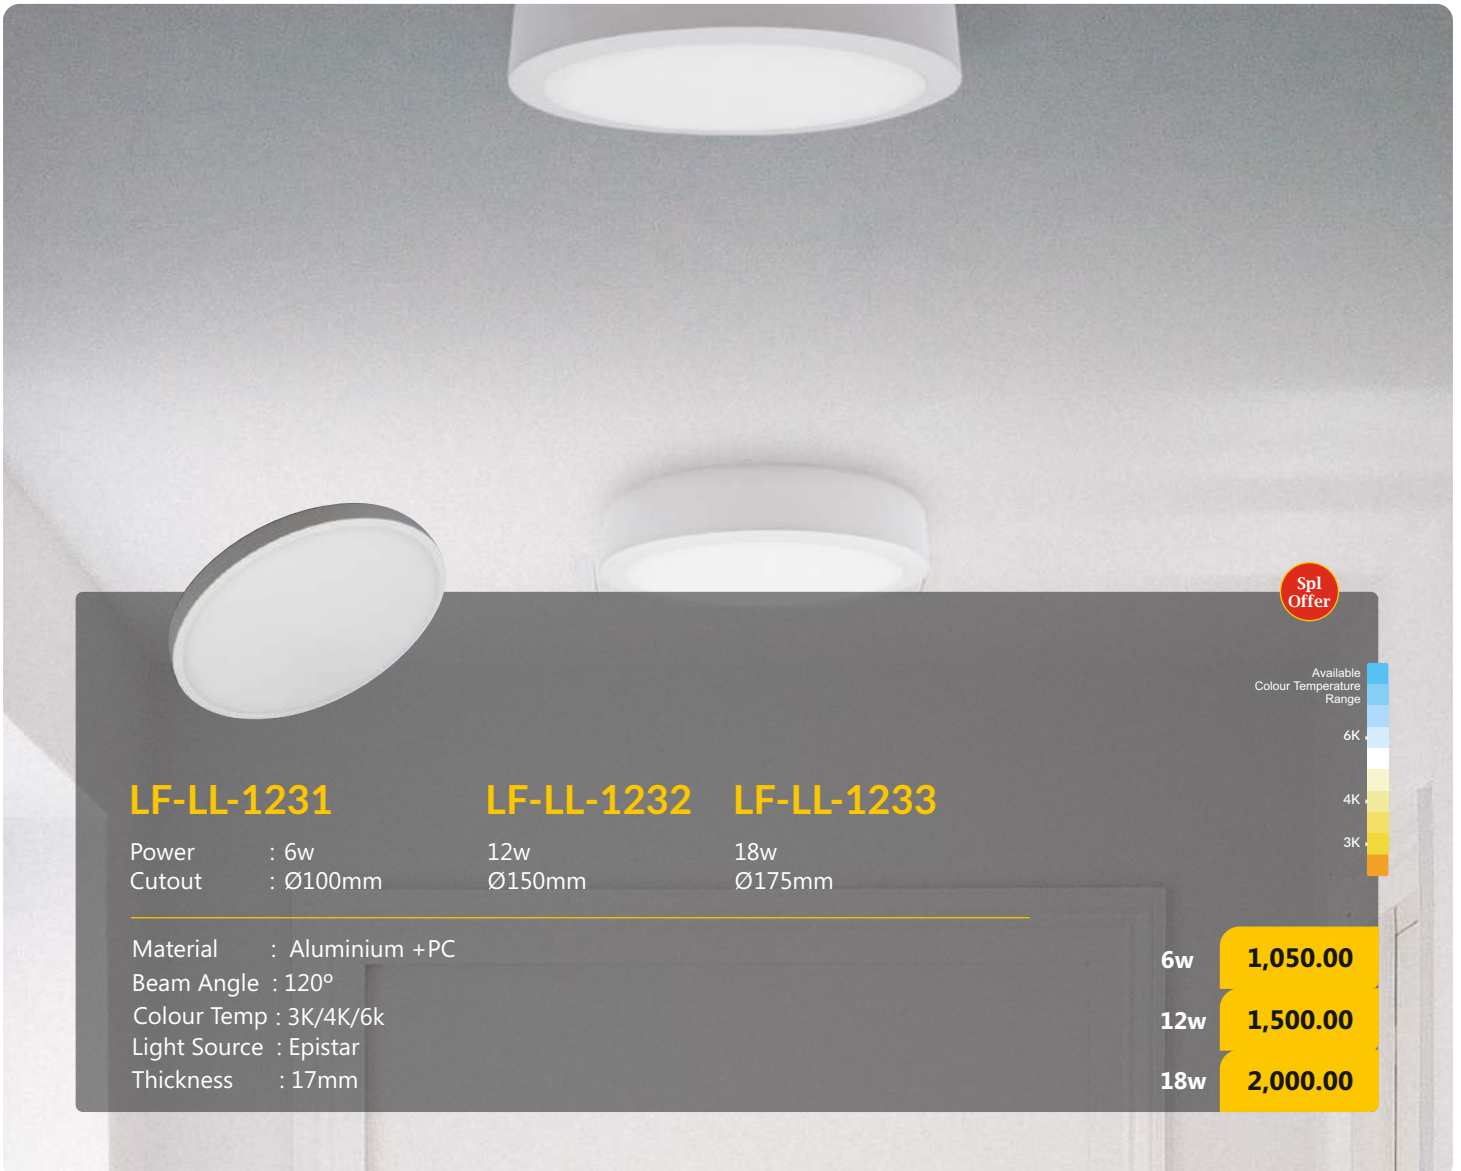 Spl
Offer
Available
Colour Temperature
Range
6K
4K
3K
LF-LL-1231 LF-LL-1232 LF-LL-1233
Power : 6w 12w 18w
Cutout : Ø100mm Ø150mm Ø175mm
Material : Aluminium +PC
Beam Angle : 120º
Colour Temp : 3K/4K/6k
Light Source : Epistar
Thickness : 17mm
6w 1,050.00
12w 1,500.00
18w 2,000.00